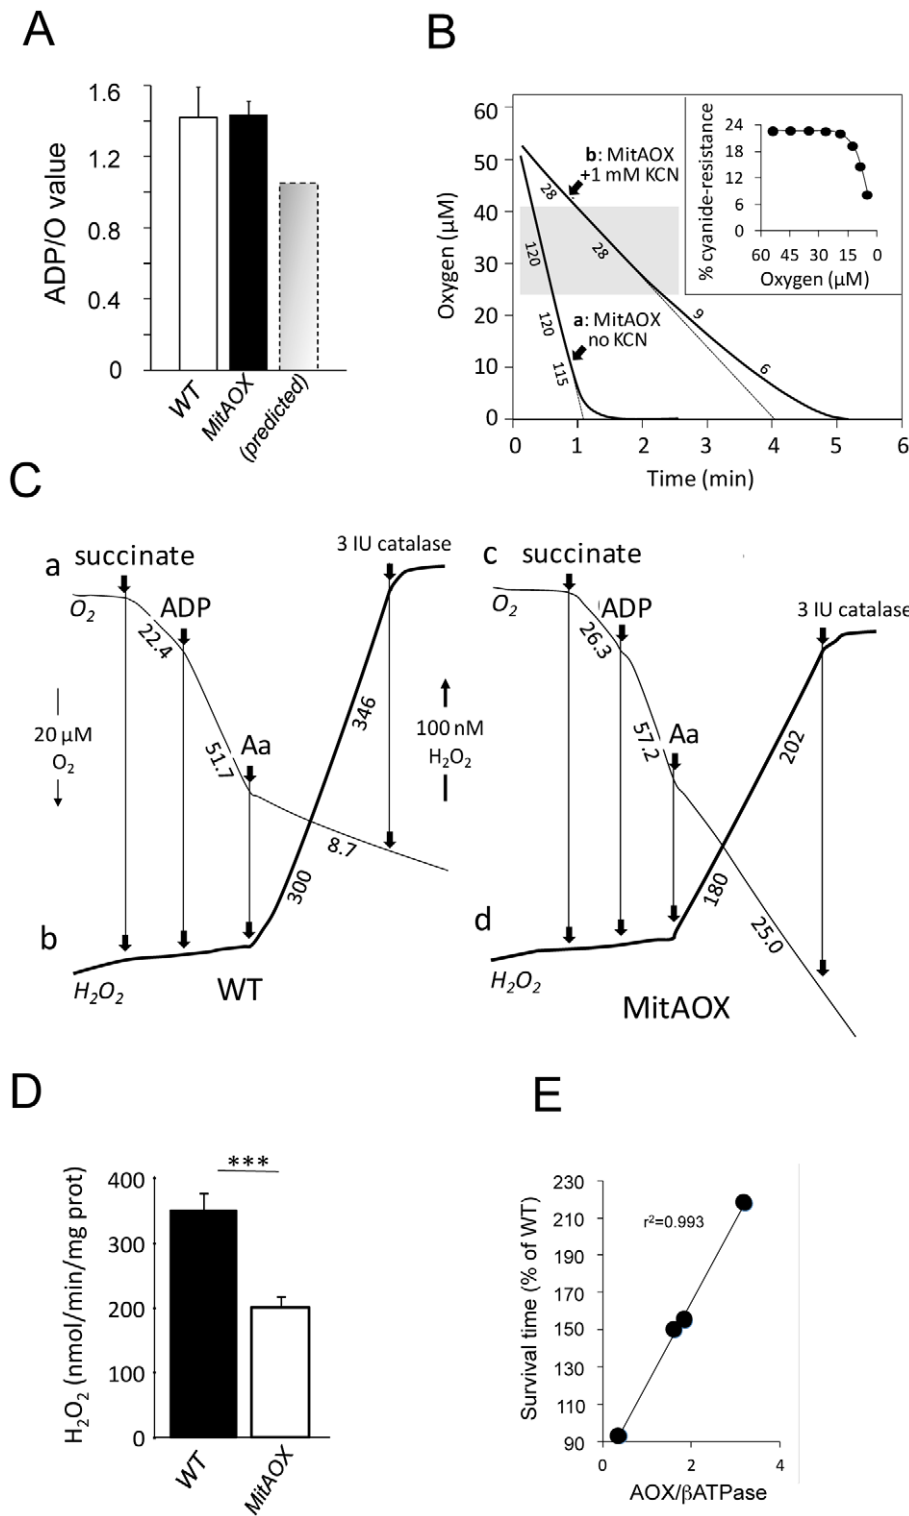 A
ADP/O value
1.6
1.2
0.8
0.4
0
WT
MitAOX
(predicted)
B
Oxygen (µM)
60
50
40
30
20
10
0
0 1 2 3 4 5 6
Time (min)
b: MitAOX
+1 mM KCN
28
28
9
6
120
120
115
a: MitAOX
no KCN
% cyanide-resistance
24
18
12
6
0
60 45 30 15 0
Oxygen (µM)
C
a
succinate
O2
22.4
ADP
51.7
Aa
8.7
3 IU catalase
346
300
20 µM
O2
100 nM
H2O2
b
H2O2
WT
c
succinate
O2
26.3
ADP
57.2
Aa
25.0
3 IU catalase
202
180
d
H2O2
MitAOX
D
H2O2 (nmol/min/mg prot)
400
300
200
100
0
***
WT
MitAOX
E
Survival time (% of WT)
230
210
190
170
150
130
110
90
r²=0.993
0 2 4
AOX/βATPase